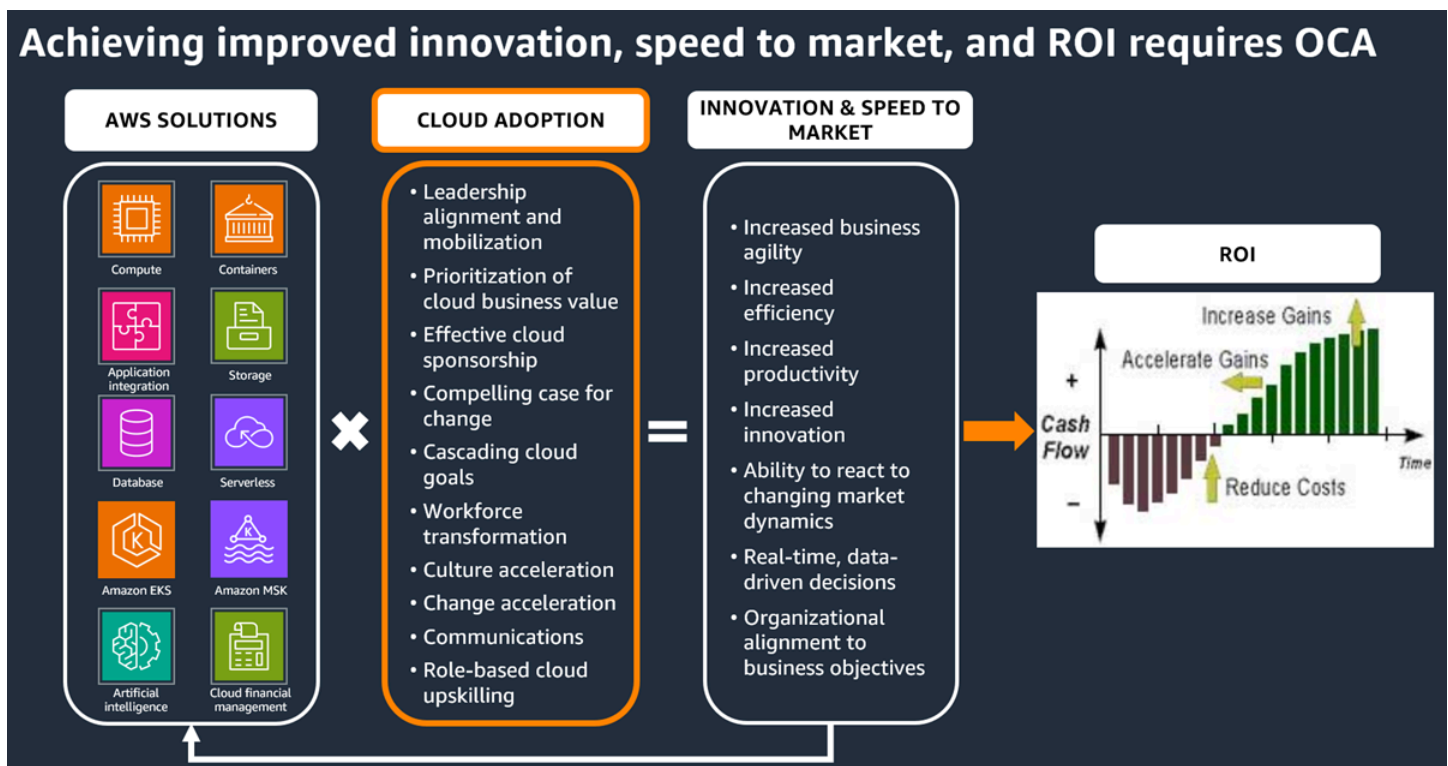 Achieving improved innovation, speed to market, and ROI requires OCA
AWS SOLUTIONS
Compute
Containers
Application
integration
Storage
Database
Serverless
K
Amazon EKS
K
Amazon MSK
Artificial
intelligence
Cloud financial
management
CLOUD ADOPTION
• Leadership
alignment and
mobilization
• Prioritization of
cloud business value
• Effective cloud
sponsorship
• Compelling case for
change
• Cascading cloud
goals
• Workforce
transformation
• Culture acceleration
• Change acceleration
• Communications
• Role-based cloud
upskilling
=
INNOVATION & SPEED TO
MARKET
• Increased business
agility
• Increased
efficiency
• Increased
productivity
• Increased
innovation
• Ability to react to
changing market
dynamics
• Real-time, data-
driven decisions
• Organizational
alignment to
business objectives
ROI
Increase Gains
Accelerate Gains
+
Cash
Flow
–
Time
Reduce Costs